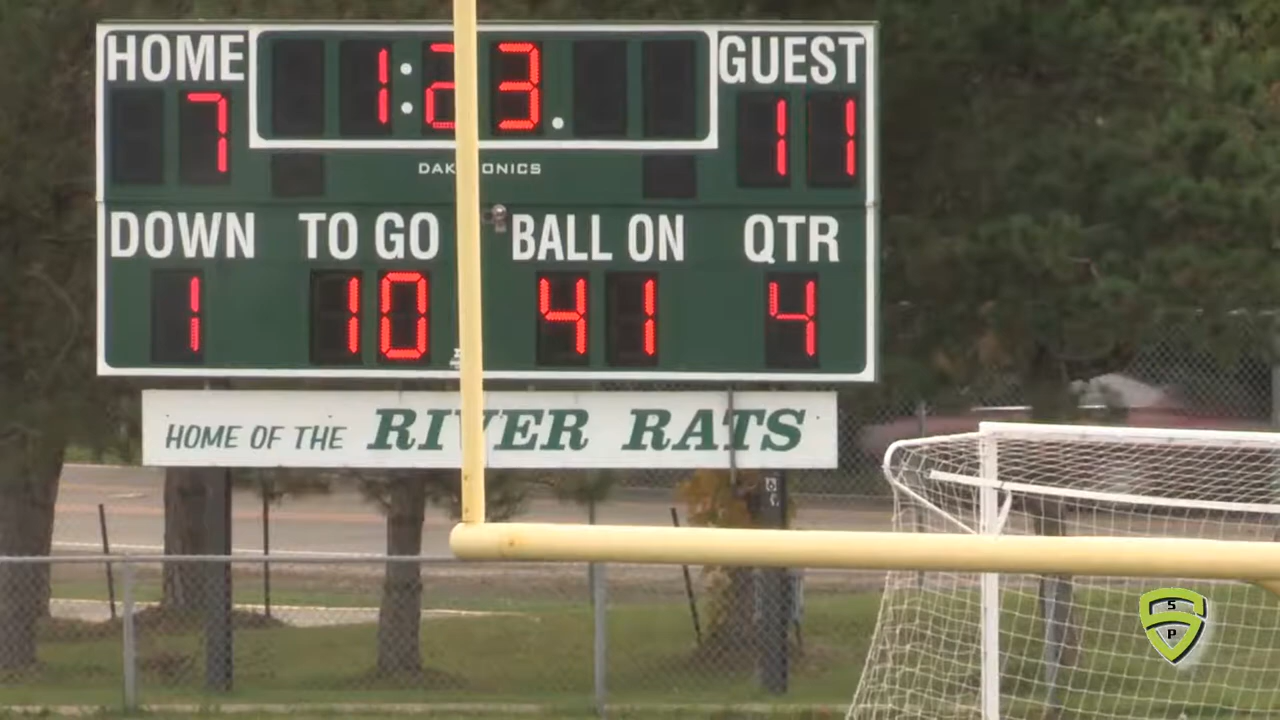 HOME 1:23. GUEST
7 11
DAKTRONICS
DOWN TO GO BALL ON QTR
1 10 41 4
HOME OF THE RIVER RATS
S
P